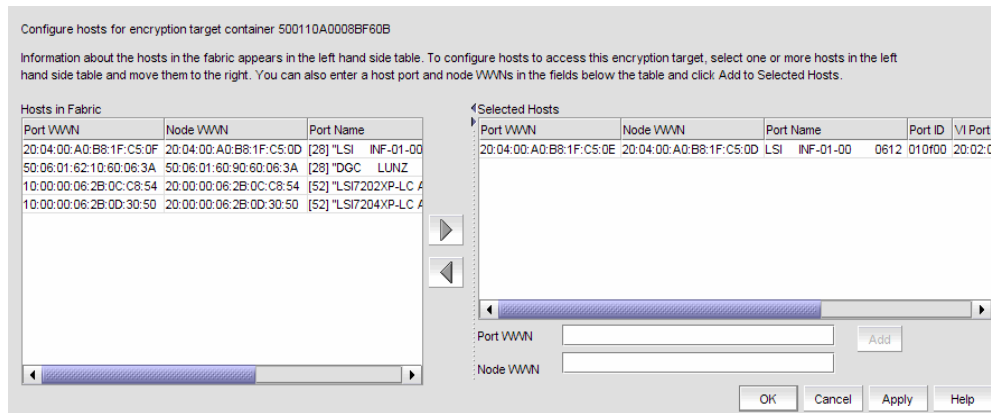 Configure hosts for encryption target container 500110A0008BF60B
Information about the hosts in the fabric appears in the left hand side table. To configure hosts to access this encryption target, select one or more hosts in the left
hand side table and move them to the right. You can also enter a host port and node WWNs in the fields below the table and click Add to Selected Hosts.
Hosts in Fabric
Port WWN Node WWN Port Name
20:04:00:A0:B8:1F:C5:0F 20:04:00:A0:B8:1F:C5:0D [28] "LSI INF-01-00
50:06:01:62:10:60:06:3A 50:06:01:60:90:60:06:3A [28] "DGC LUNZ
10:00:00:06:2B:0C:C8:54 20:00:00:06:2B:0C:C8:54 [52] "LSI7202XP-LC A
10:00:00:06:2B:0D:30:50 20:00:00:06:2B:0D:30:50 [52] "LSI7204XP-LC A
Selected Hosts
Port WWN Node WWN Port Name Port ID VI Port
20:04:00:A0:B8:1F:C5:0E 20:04:00:A0:B8:1F:C5:0D LSI INF-01-00 0612 010f00 20:02:0
Port WWN
Add
Node WWN
OK Cancel Apply Help